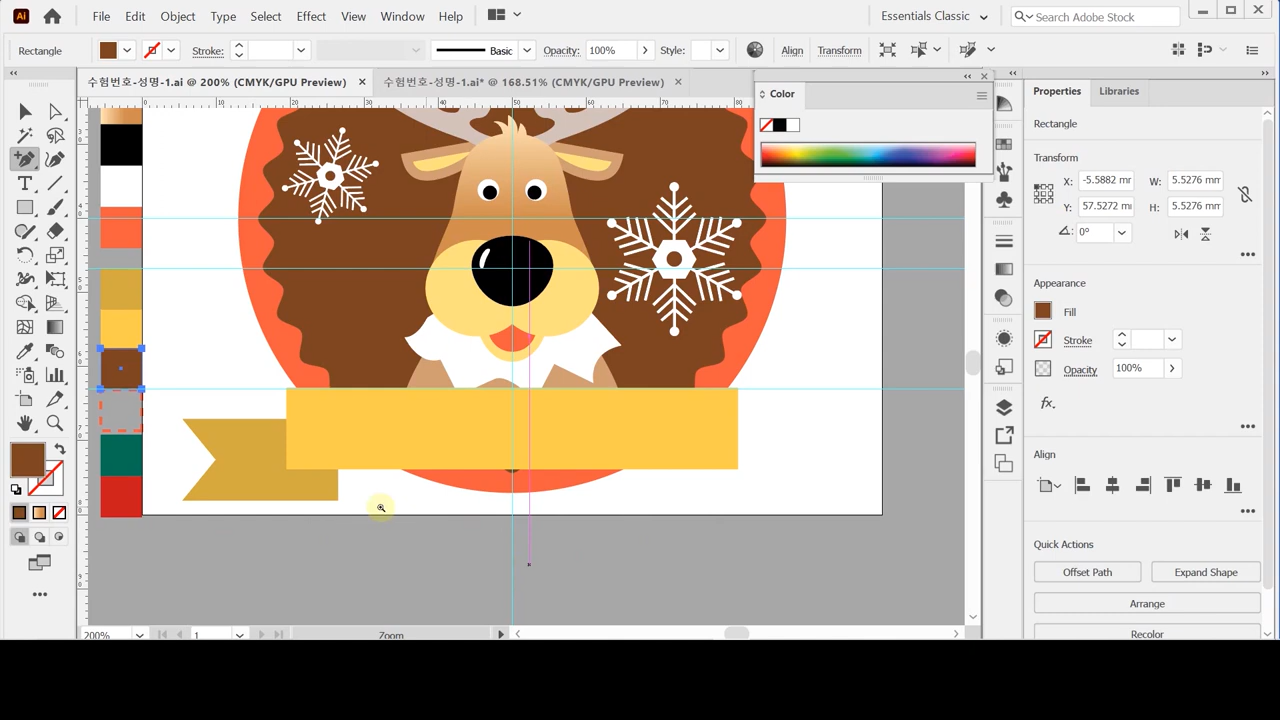 Ai File Edit Object Type Select Effect View Window Help Essentials Classic Search Adobe Stock
Rectangle Stroke: Basic Opacity: 100% Style: Align Transform
수험번호-성명-1.ai @ 200% (CMYK/GPU Preview) 수험번호-성명-1.ai* @ 168.51% (CMYK/GPU Preview)
Color
Properties Libraries
Rectangle
Transform
X: -5.5882 mm W: 5.5276 mm
Y: 57.5272 mm H: 5.5276 mm
0°
Appearance
Fill
Stroke
Opacity 100%
fx
Align
Quick Actions
Offset Path Expand Shape
Arrange
Recolor
200% 1 Zoom